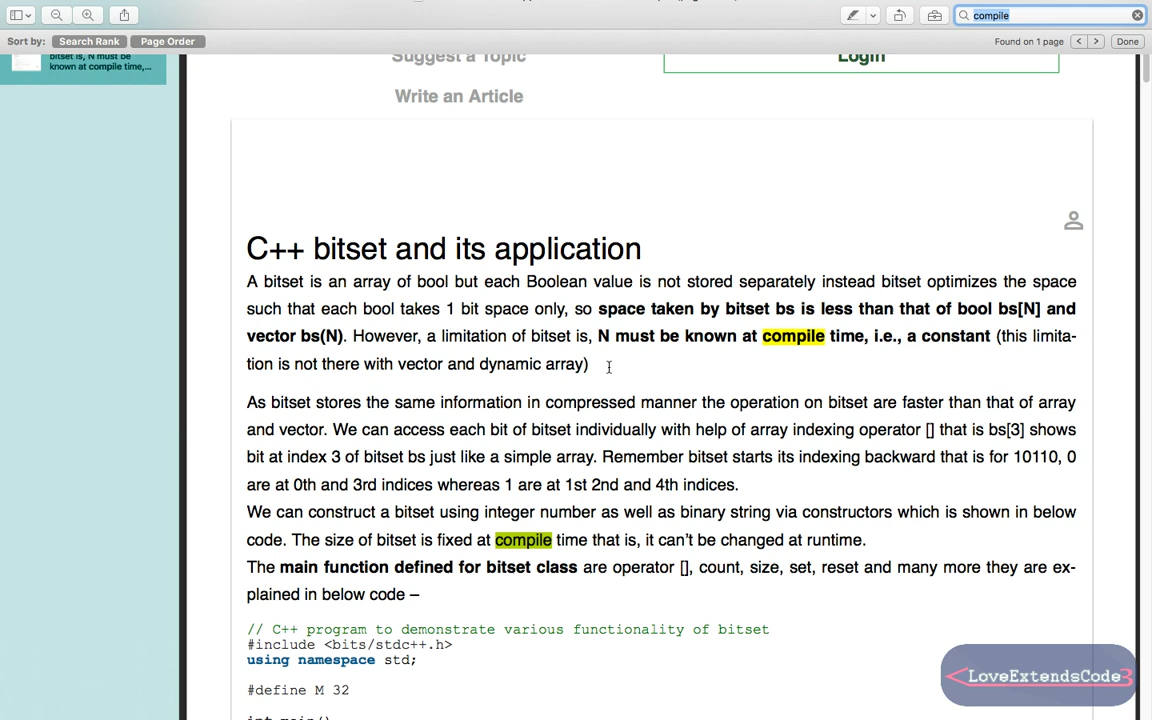 compile
Sort by: Search Rank Page Order
Found on 1 page < > Done
bitset is, N must be
known at compile time,...
Suggest a Topic
Login
Write an Article
C++ bitset and its application
A bitset is an array of bool but each Boolean value is not stored separately instead bitset optimizes the space
such that each bool takes 1 bit space only, so space taken by bitset bs is less than that of bool bs[N] and
vector bs(N). However, a limitation of bitset is, N must be known at compile time, i.e., a constant (this limita-
tion is not there with vector and dynamic array)
As bitset stores the same information in compressed manner the operation on bitset are faster than that of array
and vector. We can access each bit of bitset individually with help of array indexing operator [] that is bs[3] shows
bit at index 3 of bitset bs just like a simple array. Remember bitset starts its indexing backward that is for 10110, 0
are at 0th and 3rd indices whereas 1 are at 1st 2nd and 4th indices.
We can construct a bitset using integer number as well as binary string via constructors which is shown in below
code. The size of bitset is fixed at compile time that is, it can't be changed at runtime.
The main function defined for bitset class are operator [], count, size, set, reset and many more they are ex-
plained in below code –
// C++ program to demonstrate various functionality of bitset
#include <bits/stdc++.h>
using namespace std;
#define M 32
int main()
<LoveExtendsCode3